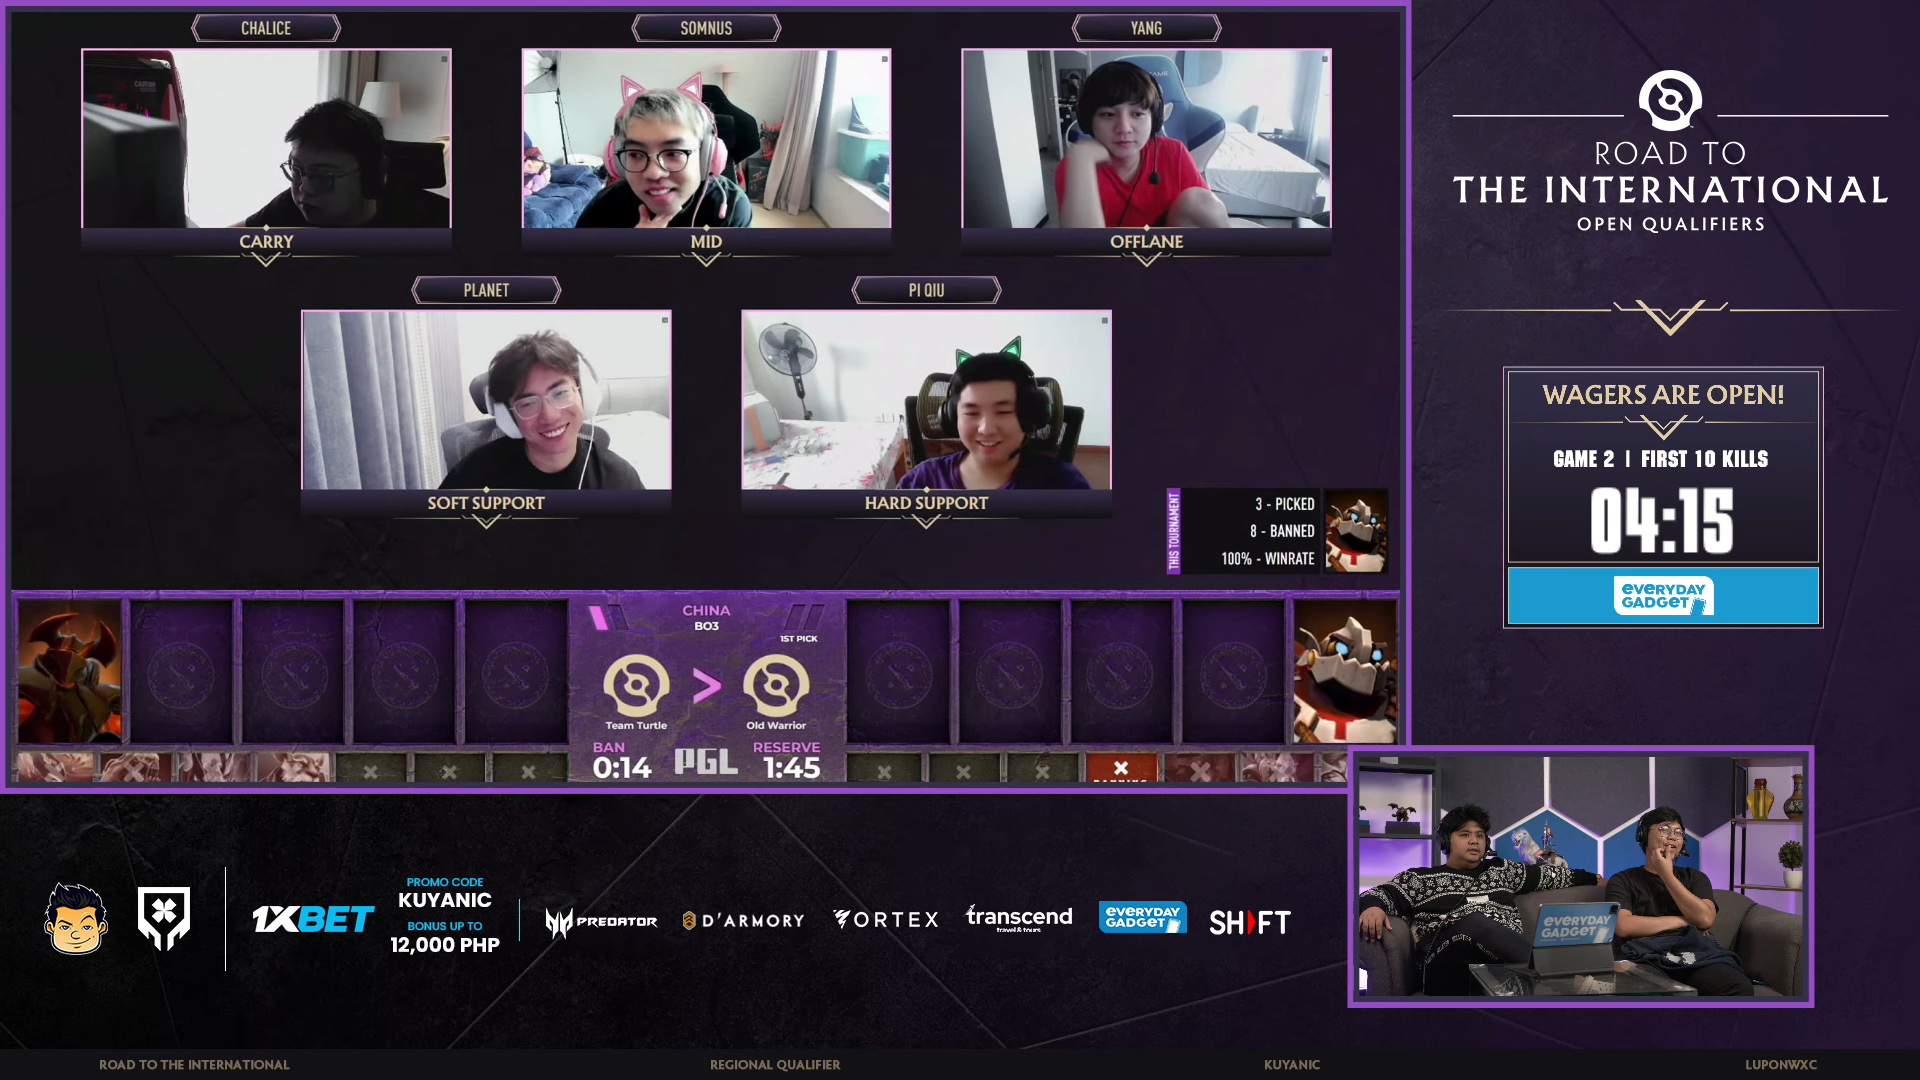 CHALICE
SOMNUS
YANG
CARRY
MID
OFFLANE
PLANET
PI QIU
SOFT SUPPORT
HARD SUPPORT
THIS TOURNAMENT
3 - PICKED
8 - BANNED
100% - WINRATE
CHINA
BO3
1ST PICK
Team Turtle
Old Warrior
BAN
0:14
PGL
RESERVE
1:45
ROAD TO
THE INTERNATIONAL
OPEN QUALIFIERS
WAGERS ARE OPEN!
GAME 2 | FIRST 10 KILLS
04:15
EVERYDAY
GADGET
1XBET
PROMO CODE
KUYANIC
BONUS UP TO
12,000 PHP
PREDATOR
D'ARMORY
VORTEX
transcend
travel & tours
EVERYDAY
GADGET
SHIFT
EVERYDAY
GADGET
ROAD TO THE INTERNATIONAL
REGIONAL QUALIFIER
KUYANIC
LUPONWXC